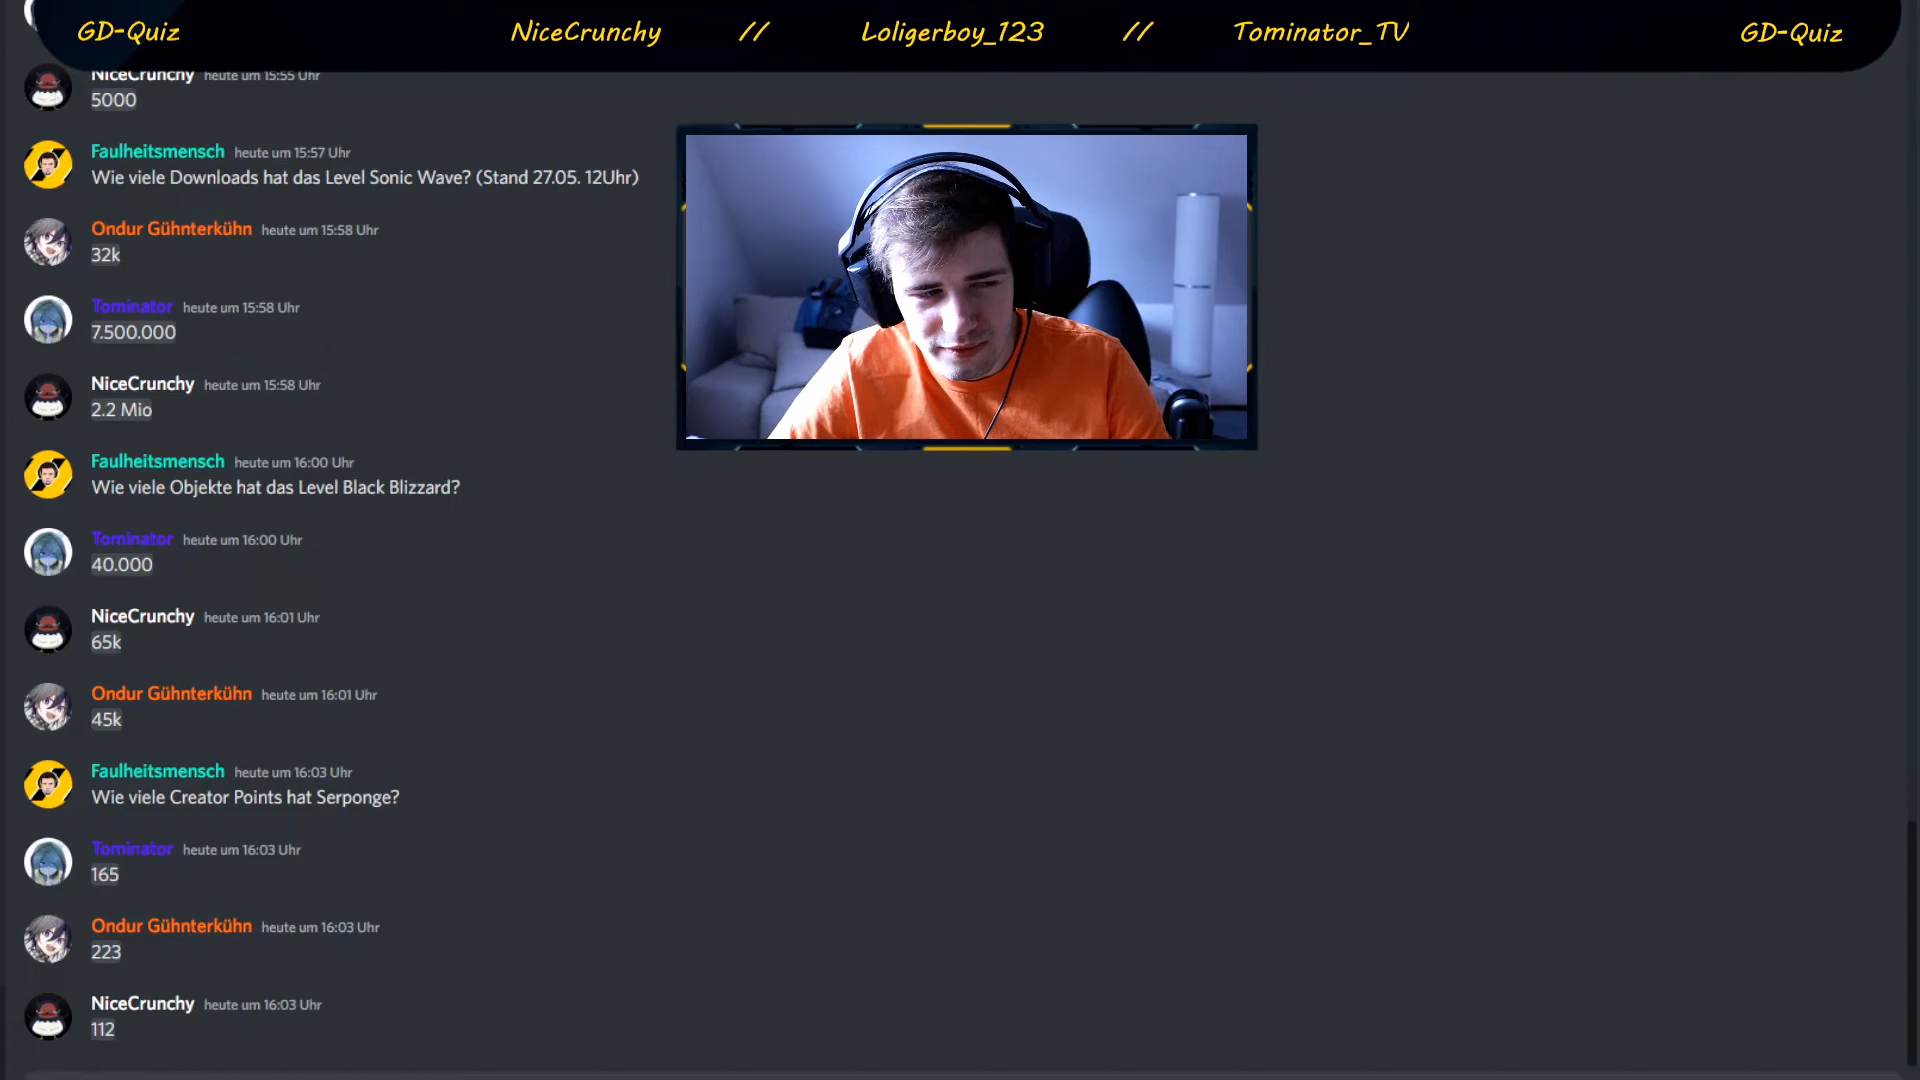 GD-Quiz NiceCrunchy // Loligerboy_123 // Tominator_TV GD-Quiz
NiceCrunchy heute um 15:55 Uhr
5000
Faulheitsmensch heute um 15:57 Uhr
Wie viele Downloads hat das Level Sonic Wave? (Stand 27.05. 12Uhr)
Ondur Gühnterkühn heute um 15:58 Uhr
32k
Tominator heute um 15:58 Uhr
7.500.000
NiceCrunchy heute um 15:58 Uhr
2.2 Mio
Faulheitsmensch heute um 16:00 Uhr
Wie viele Objekte hat das Level Black Blizzard?
Tominator heute um 16:00 Uhr
40.000
NiceCrunchy heute um 16:01 Uhr
65k
Ondur Gühnterkühn heute um 16:01 Uhr
45k
Faulheitsmensch heute um 16:03 Uhr
Wie viele Creator Points hat Serponge?
Tominator heute um 16:03 Uhr
165
Ondur Gühnterkühn heute um 16:03 Uhr
223
NiceCrunchy heute um 16:03 Uhr
112